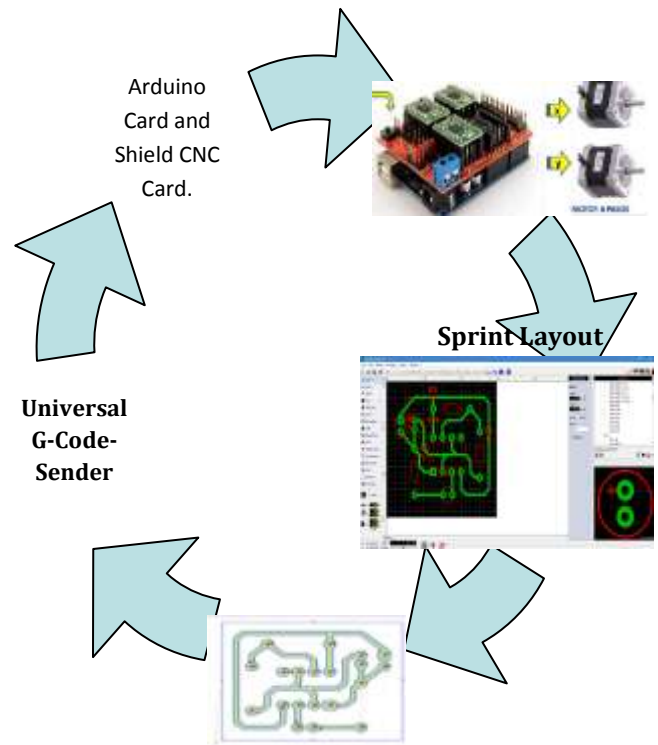 Arduino
Card and
Shield CNC
Card.
Sprint Layout
Universal
G-Code-
Sender